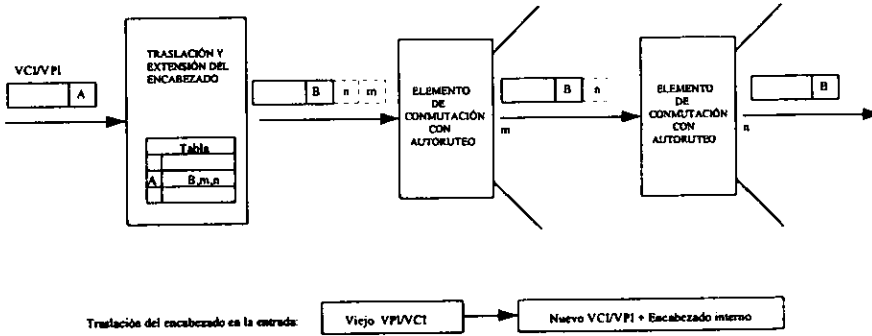 VCI/VPI
A
TRASLACIÓN Y
EXTENSIÓN DEL
ENCABEZADO
Tabla
A B,m,n
B n m
ELEMENTO
DE
CONMUTACIÓN
CON
AUTORUTEO
m
B n
ELEMENTO
DE
CONMUTACIÓN
CON
AUTORUTEO
n
B
Traslación del encabezado en la entrada: Viejo VPI/VCI Nuevo VCI/VPI + Encabezado interno